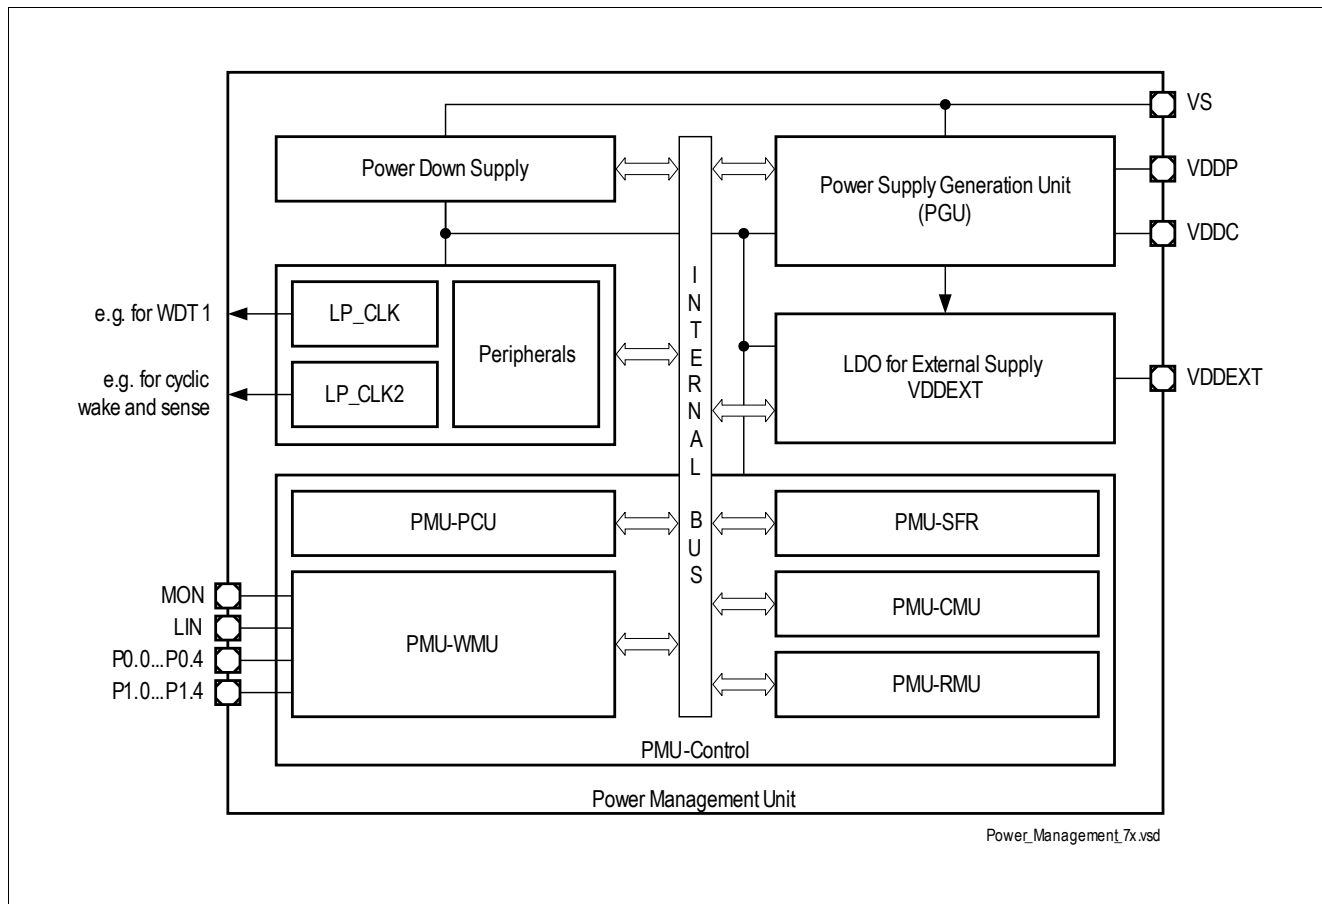 VS
Power Down Supply
Power Supply Generation Unit
(PGU)
VDDP
VDDC
e.g. for WDT 1
LP_CLK
Peripherals
e.g. for cyclic
wake and sense
LP_CLK2
I
N
T
E
R
N
A
L
B
U
S
LDO for External Supply
VDDEXT
VDDEXT
PMU-PCU
PMU-SFR
MON
LIN
P0.0...P0.4
P1.0...P1.4
PMU-WMU
PMU-CMU
PMU-RMU
PMU-Control
Power Management Unit
Power_Management_7x.vsd